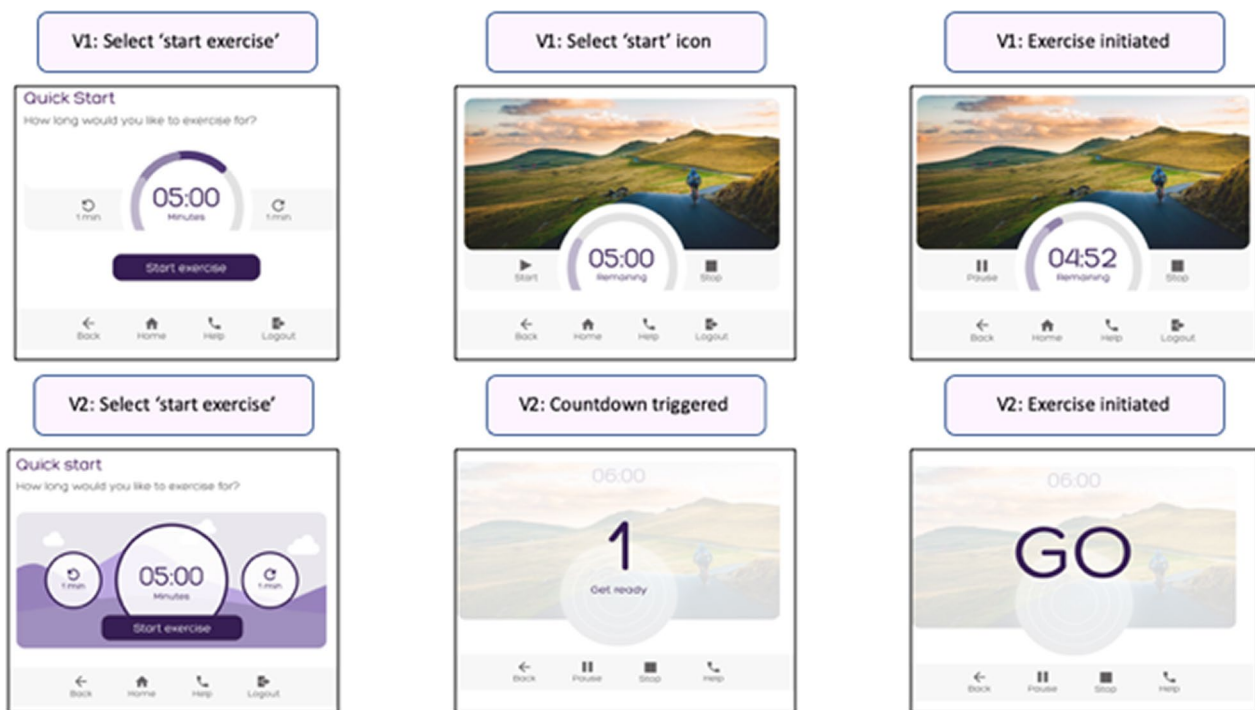 V1: Select ‘start exercise’
V1: Select ‘start’ icon
V1: Exercise initiated
Quick Start
How long would you like to exercise for?
05:00
Minutes
1 min
1 min
Start exercise
Back Home Help Logout
05:00
Remaining
Start
Stop
Back Home Help Logout
04:52
Remaining
Pause
Stop
Back Home Help Logout
V2: Select ‘start exercise’
V2: Countdown triggered
V2: Exercise initiated
Quick start
How long would you like to exercise for?
1 min
05:00
Minutes
1 min
Start exercise
Back Home Help Logout
06:00
1
Get ready
Back Pause Stop Help
06:00
GO
Back Pause Stop Help